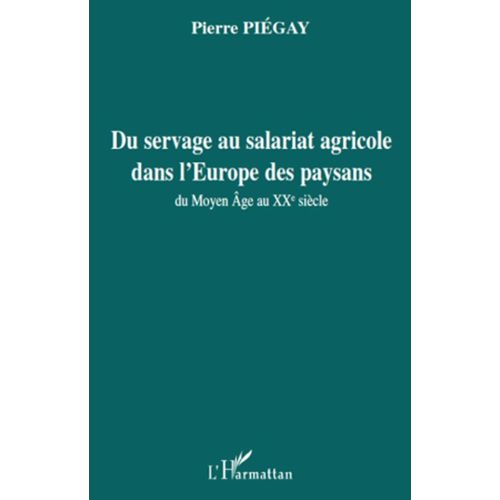 Pierre PIÉGAY
Du servage au salariat agricole
dans l'Europe des paysans
du Moyen Âge au XXe siècle
L'Harmattan